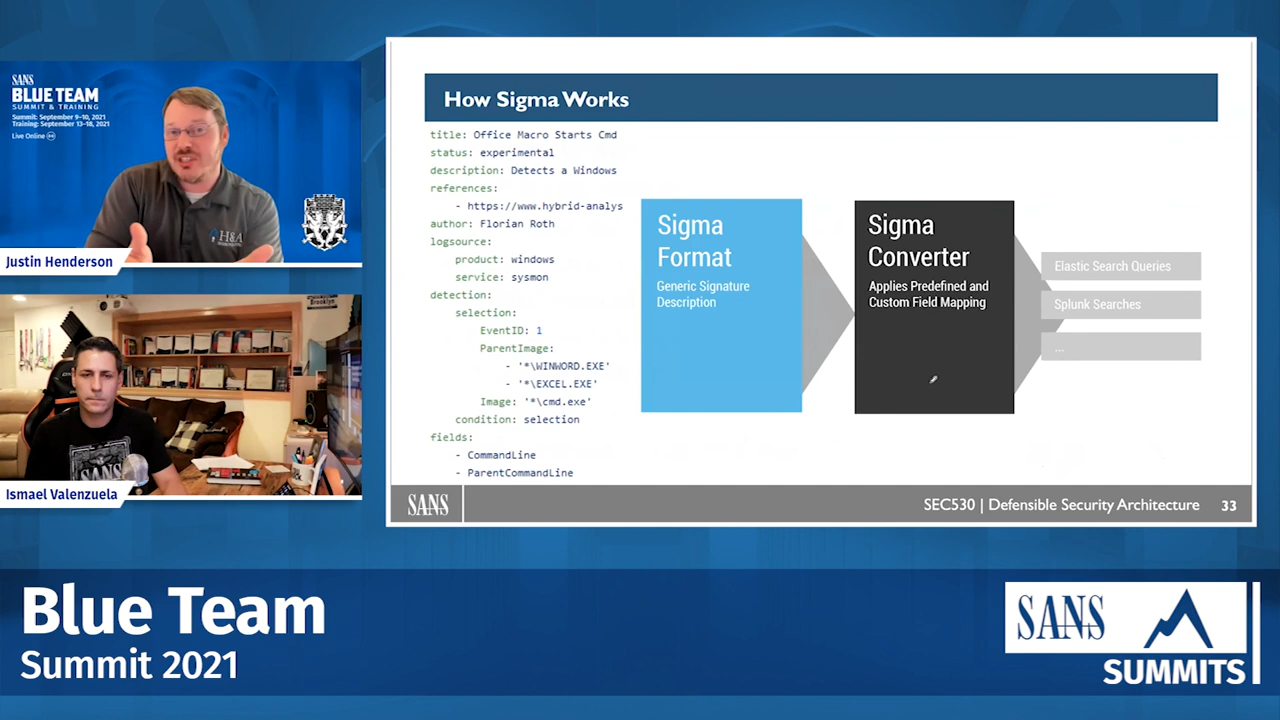 SANS
BLUE TEAM
SUMMIT & TRAINING
Summit: September 9-10, 2021
Training: September 13-18, 2021
Live Online
H&A
Justin Henderson
Brooklyn
SANS
Ismael Valenzuela
How Sigma Works
title: Office Macro Starts Cmd
status: experimental
description: Detects a Windows
references:
- https://www.hybrid-analys
author: Florian Roth
logsource:
product: windows
service: sysmon
detection:
selection:
EventID: 1
ParentImage:
- '*\WINWORD.EXE'
- '*\EXCEL.EXE'
Image: '*\cmd.exe'
condition: selection
fields:
- CommandLine
- ParentCommandLine
Sigma
Format
Generic Signature
Description
Sigma
Converter
Applies Predefined and
Custom Field Mapping
Elastic Search Queries
Splunk Searches
...
SANS
SEC530 | Defensible Security Architecture 33
Blue Team
Summit 2021
SANS
SUMMITS